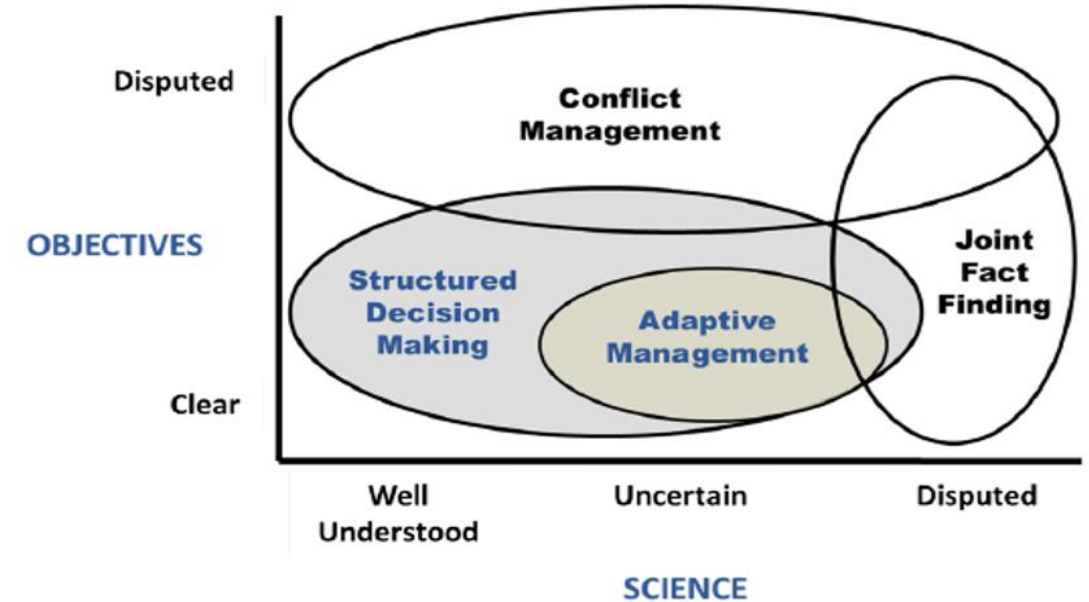 Disputed
Conflict
Management
OBJECTIVES
Joint
Fact
Finding
Structured
Decision
Making
Adaptive
Management
Clear
Well
Understood
Uncertain
Disputed
SCIENCE